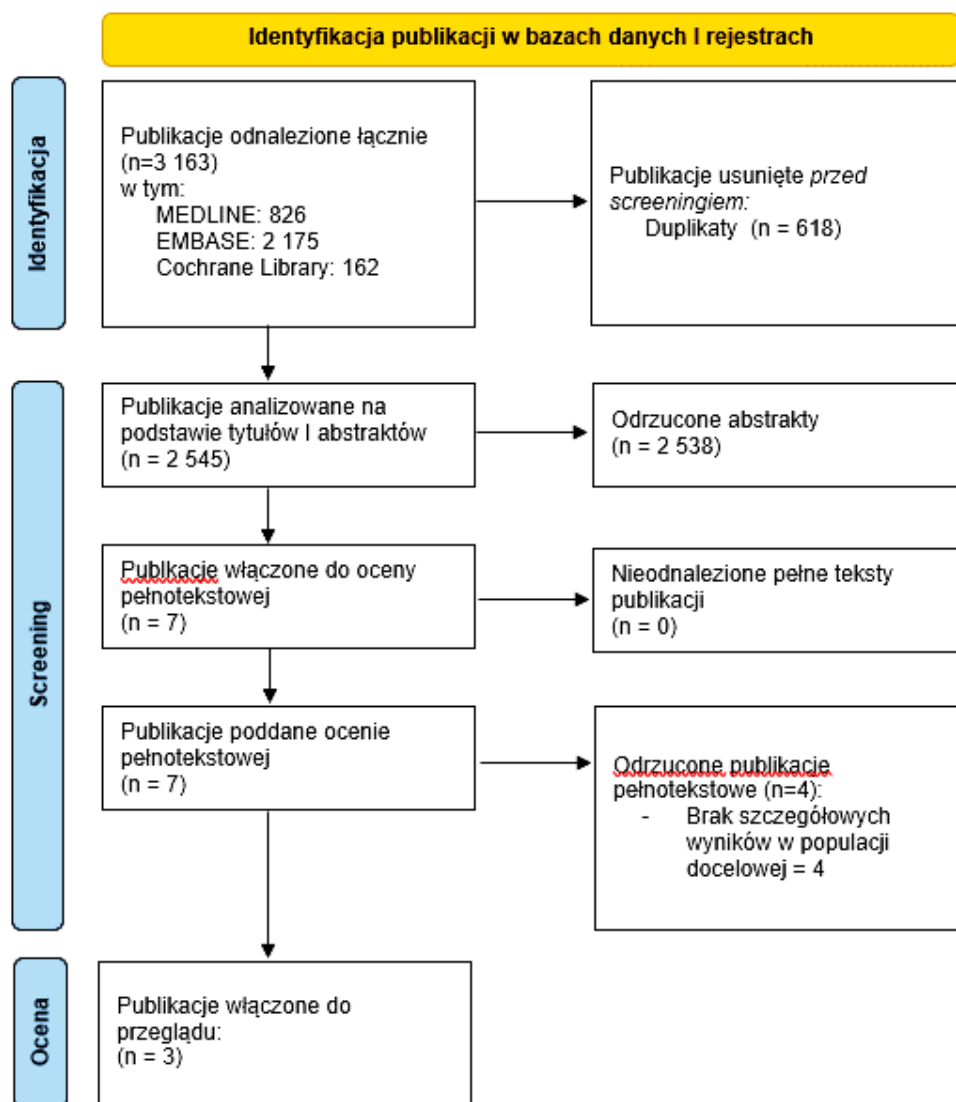 Identyfikacja publikacji w bazach danych I rejestrach
Identyfikacja
Publikacje odnalezione łącznie
(n=3 163)
w tym:
MEDLINE: 826
EMBASE: 2 175
Cochrane Library: 162
Publikacje usunięte przed
screeningiem:
Duplikaty (n = 618)
Screening
Publikacje analizowane na
podstawie tytułów I abstraktów
(n = 2 545)
Odrzucone abstrakty
(n = 2 538)
Publkacje włączone do oceny
pełnotekstowej
(n = 7)
Nieodnalezione pełne teksty
publikacji
(n = 0)
Publikacje poddane ocenie
pełnotekstowej
(n = 7)
Odrzucone publikacje
pełnotekstowe (n=4):
- Brak szczegółowych
wyników w populacji
docelowej = 4
Ocena
Publikacje włączone do
przeglądu:
(n = 3)